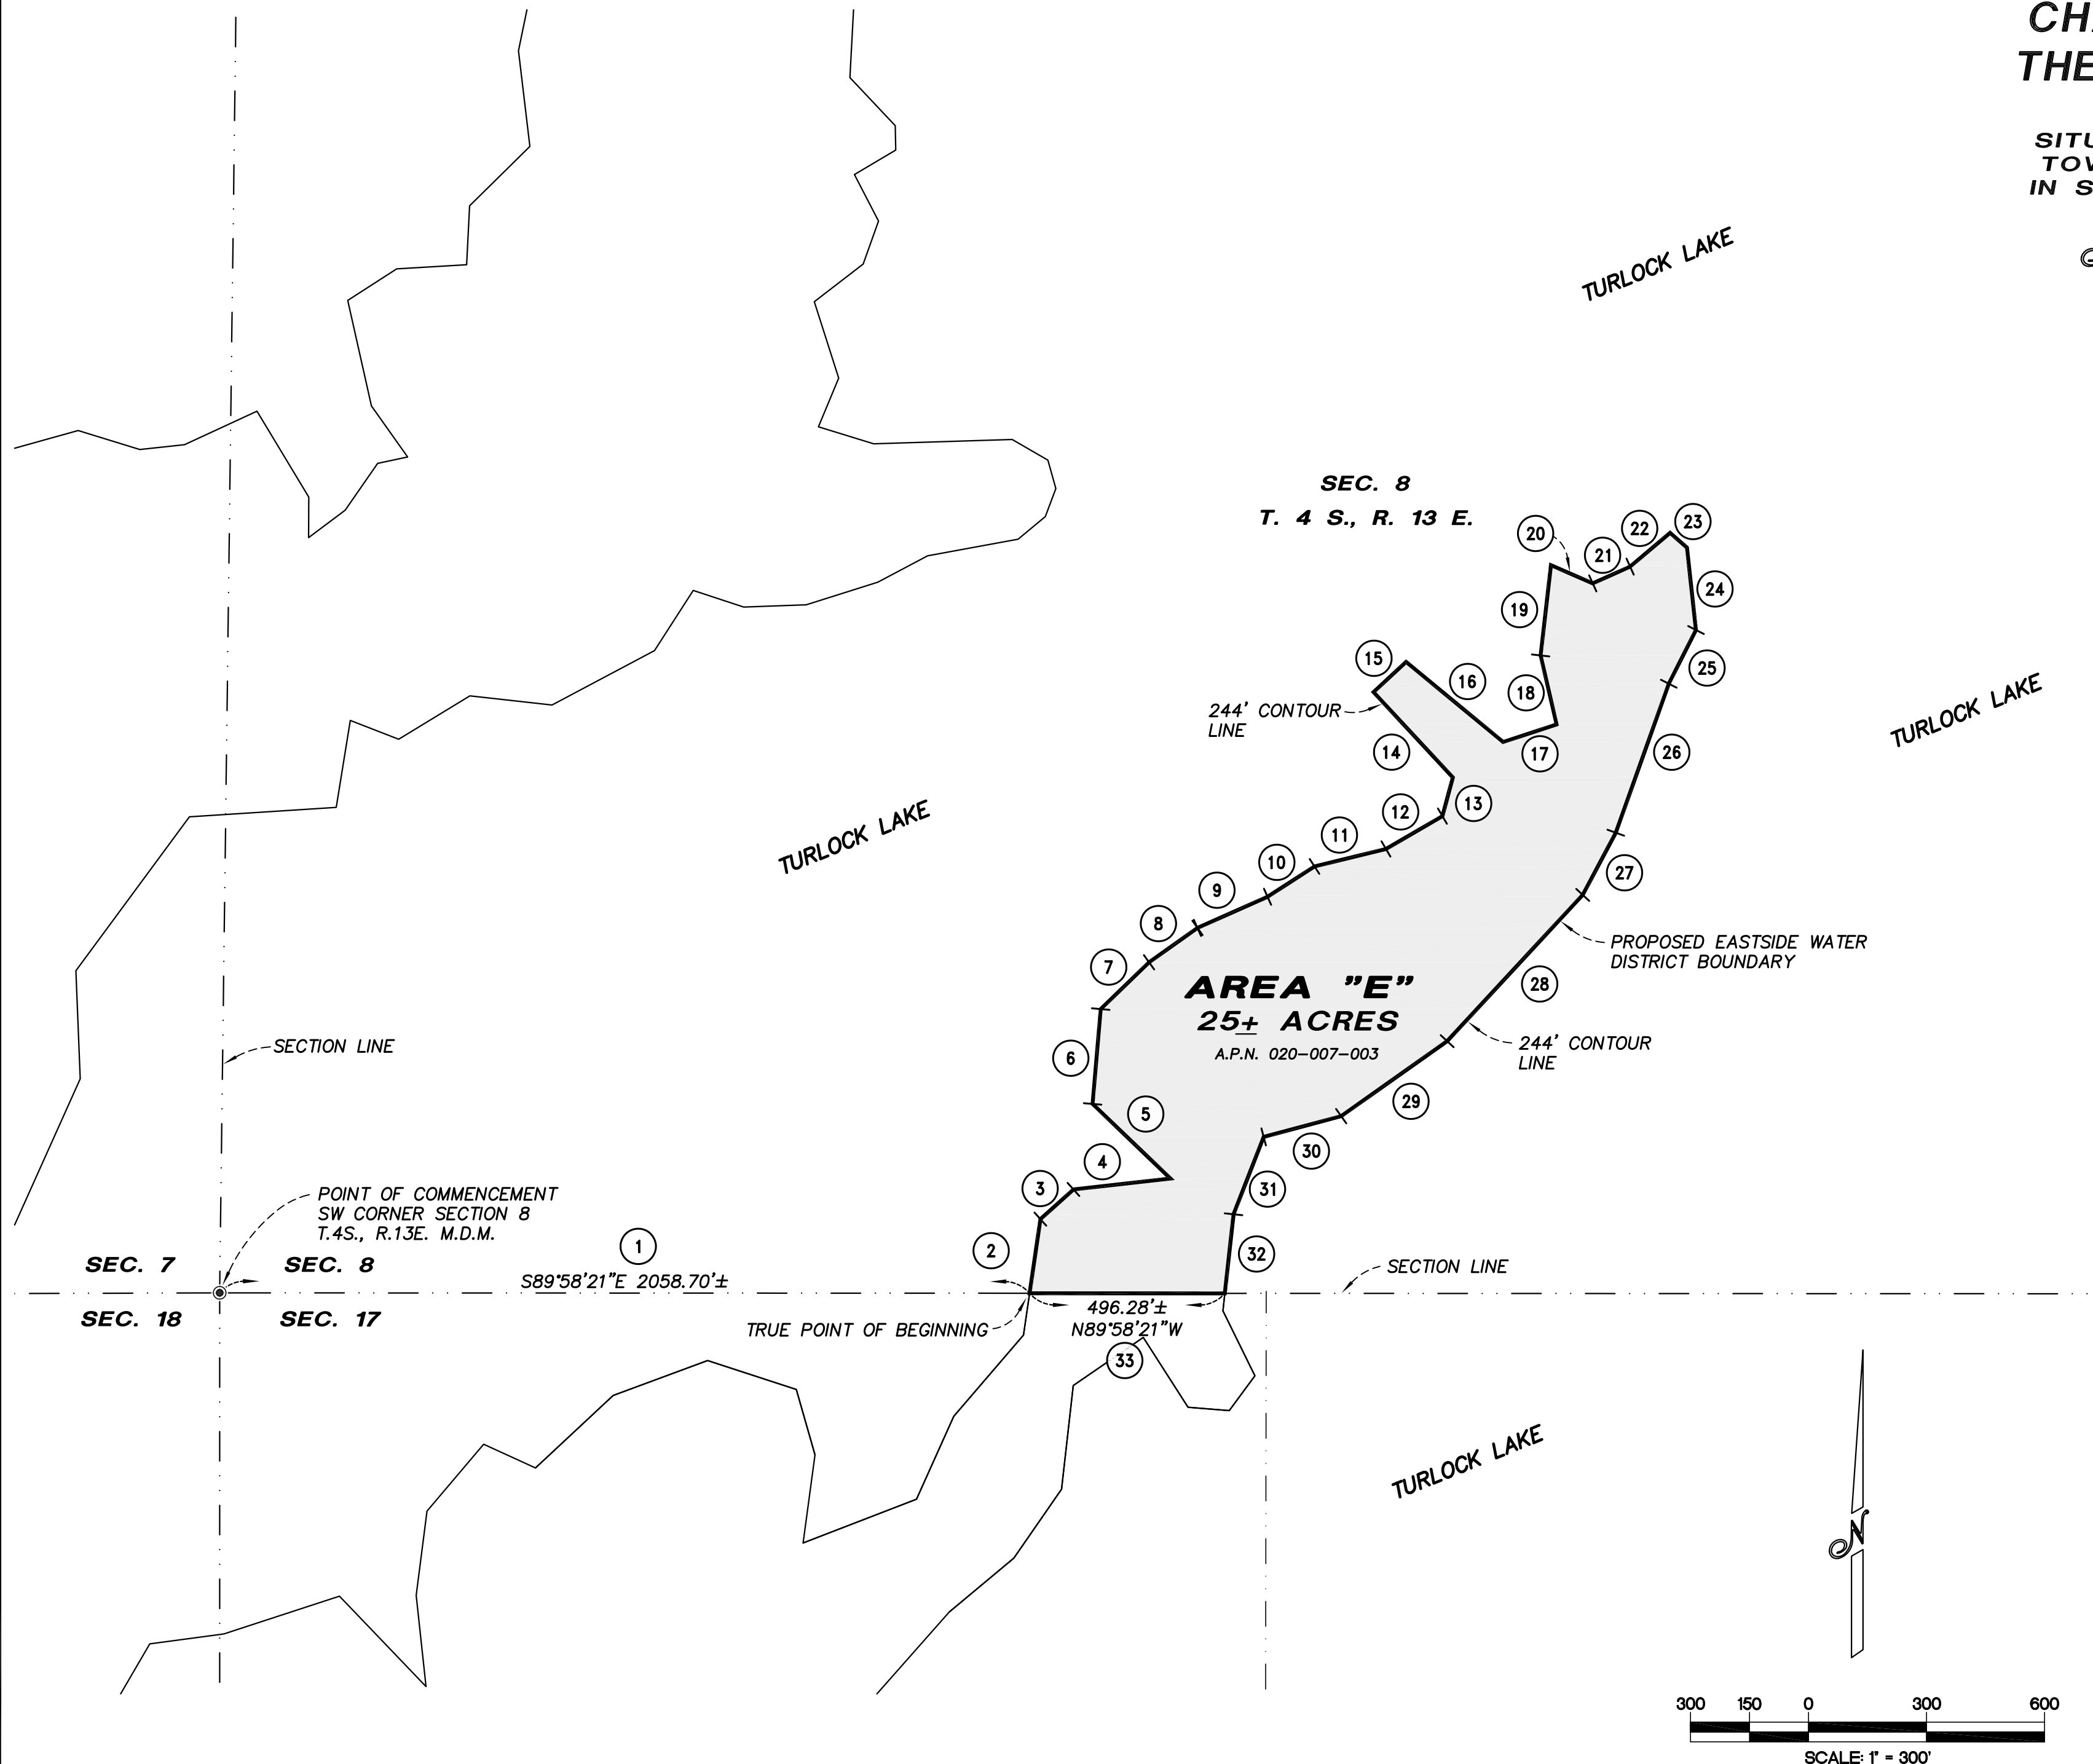 CH
THE
SITU
TOW
IN S
TURLOCK LAKE
SEC. 8
T. 4 S., R. 13 E.
20
21
22
23
24
19
25
15
16
18
244' CONTOUR
LINE
TURLOCK LAKE
14
17
26
13
12
11
TURLOCK LAKE
10
27
9
8
PROPOSED EASTSIDE WATER
DISTRICT BOUNDARY
7
AREA "E"
25± ACRES
A.P.N. 020-007-003
28
244' CONTOUR
LINE
SECTION LINE
6
29
5
30
4
3
31
POINT OF COMMENCEMENT
SW CORNER SECTION 8
T.4S., R.13E. M.D.M.
2
32
1
SEC. 7
SEC. 8
S89°58'21"E 2058.70'±
SECTION LINE
SEC. 18
SEC. 17
496.28'±
N89°58'21"W
TRUE POINT OF BEGINNING
33
TURLOCK LAKE
N
300 150 0 300 600
SCALE: 1" = 300'